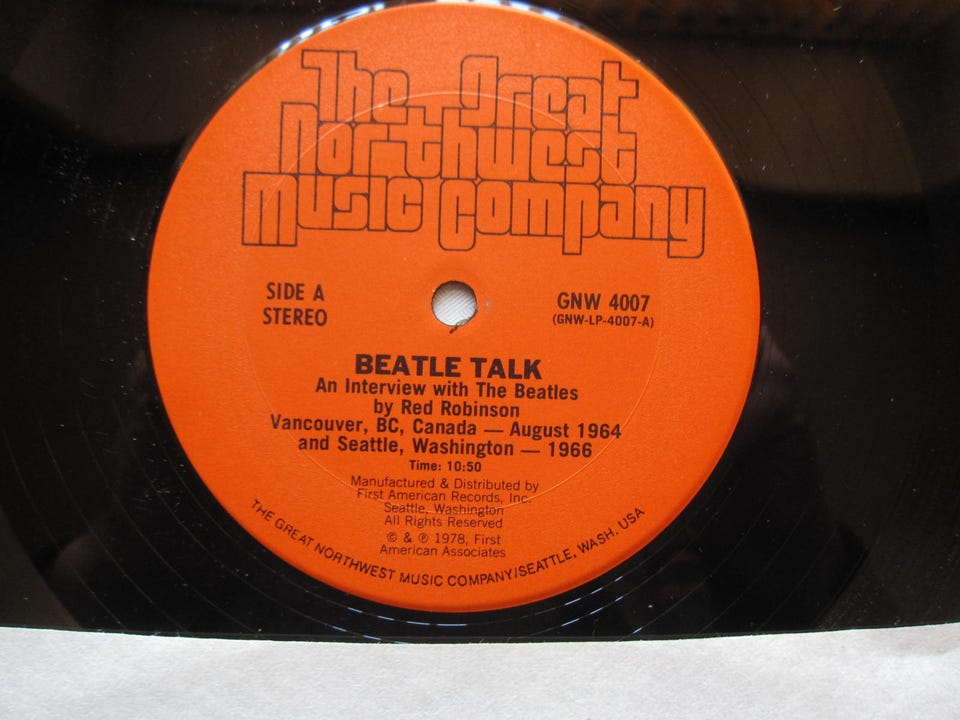 The Great
Northwest
Music Company
SIDE A
STEREO
GNW 4007
(GNW-LP-4007-A)
BEATLE TALK
An Interview with The Beatles
by Red Robinson
Vancouver, BC, Canada — August 1964
and Seattle, Washington — 1966
Time: 10:50
Manufactured & Distributed by
First American Records, Inc.
Seattle, Washington
All Rights Reserved
© & ℗ 1978, First
American Associates
THE GREAT NORTHWEST MUSIC COMPANY/SEATTLE, WASH. USA